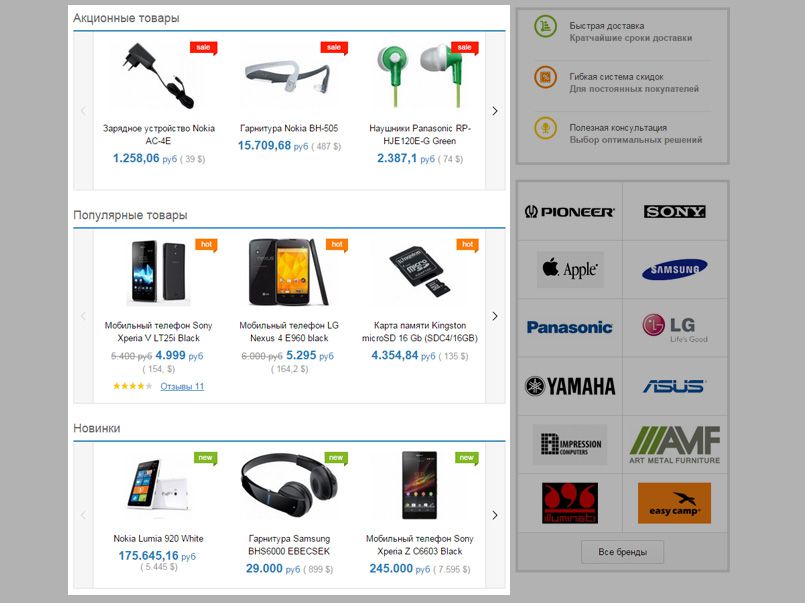 Акционные товары
sale
sale
sale
Зарядное устройство Nokia
AC-4E
1.258,06 руб ( 39 $)
Гарнитура Nokia BH-505
15.709,68 руб ( 487 $)
Наушники Panasonic RP-
HJE120E-G Green
2.387,1 руб ( 74 $)
Популярные товары
hot
hot
hot
Мобильный телефон Sony
Xperia V LT25i Black
5.400 руб 4.999 руб
( 154, $)
Отзывы 11
Мобильный телефон LG
Nexus 4 E960 black
6.000 руб 5.295 руб
( 164,2 $)
Карта памяти Kingston
microSD 16 Gb (SDC4/16GB)
4.354,84 руб ( 135 $)
Новинки
new
new
new
Nokia Lumia 920 White
175.645,16 руб
( 5.445 $)
Гарнитура Samsung
BHS6000 EBECSEK
29.000 руб ( 899 $)
Мобильный телефон Sony
Xperia Z C6603 Black
245.000 руб ( 7.595 $)
Быстрая доставка
Кратчайшие сроки доставки
Гибкая система скидок
Для постоянных покупателей
Полезная консультация
Выбор оптимальных решений
PIONEER
SONY
Apple
SAMSUNG
Panasonic
LG
Life's Good
YAMAHA
ASUS
IMPRESSION
COMPUTERS
AMF
ART METAL FURNITURE
illuminati
easy camp
Все бренды